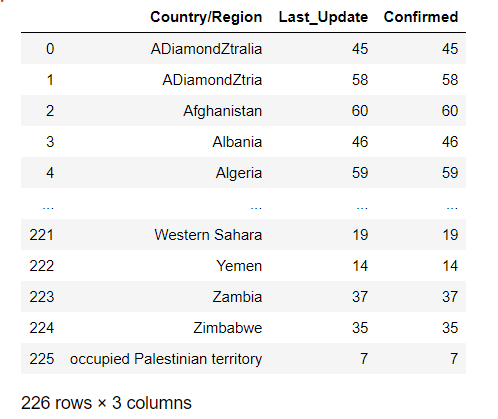 Country/Region Last_Update Confirmed
0 ADiamondZtralia 45 45
1 ADiamondZtria 58 58
2 Afghanistan 60 60
3 Albania 46 46
4 Algeria 59 59
... ... ... ...
221 Western Sahara 19 19
222 Yemen 14 14
223 Zambia 37 37
224 Zimbabwe 35 35
225 occupied Palestinian territory 7 7
226 rows × 3 columns